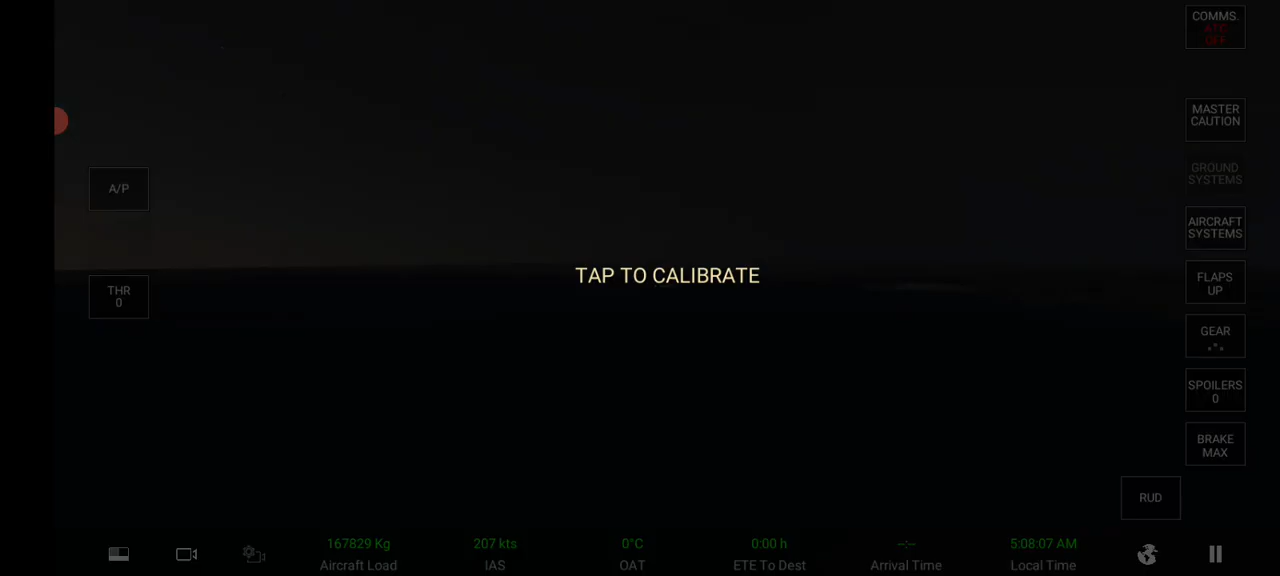 COMMS.
ATC
OFF
MASTER
CAUTION
GROUND
SYSTEMS
A/P
AIRCRAFT
SYSTEMS
TAP TO CALIBRATE
FLAPS
UP
THR
0
GEAR
SPOILERS
0
BRAKE
MAX
RUD
167829 Kg
Aircraft Load
207 kts
IAS
0°C
OAT
0:00 h
ETE To Dest
--:--
Arrival Time
5:08:07 AM
Local Time